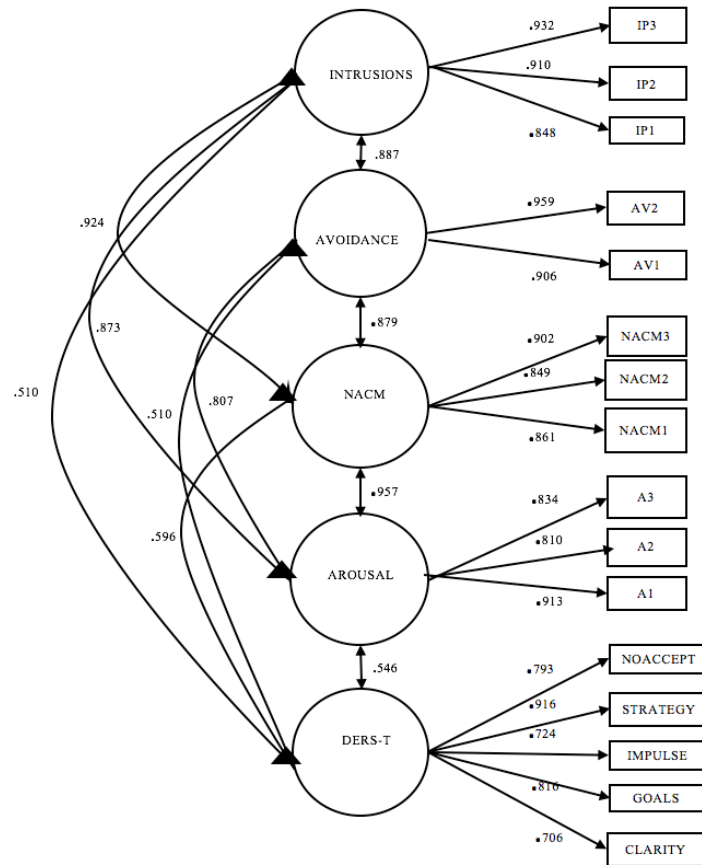 .932
IP3
INTRUSIONS
.910
IP2
.848
IP1
.887
.924
.959
AV2
AVOIDANCE
.906
AV1
.879
.873
.902
NACM3
.510
.510
.807
NACM
.849
NACM2
.861
NACM1
.957
.596
.834
A3
AROUSAL
.810
A2
.913
A1
.546
.793
NOACCEPT
.916
STRATEGY
DERS-T
.724
IMPULSE
.816
GOALS
.706
CLARITY